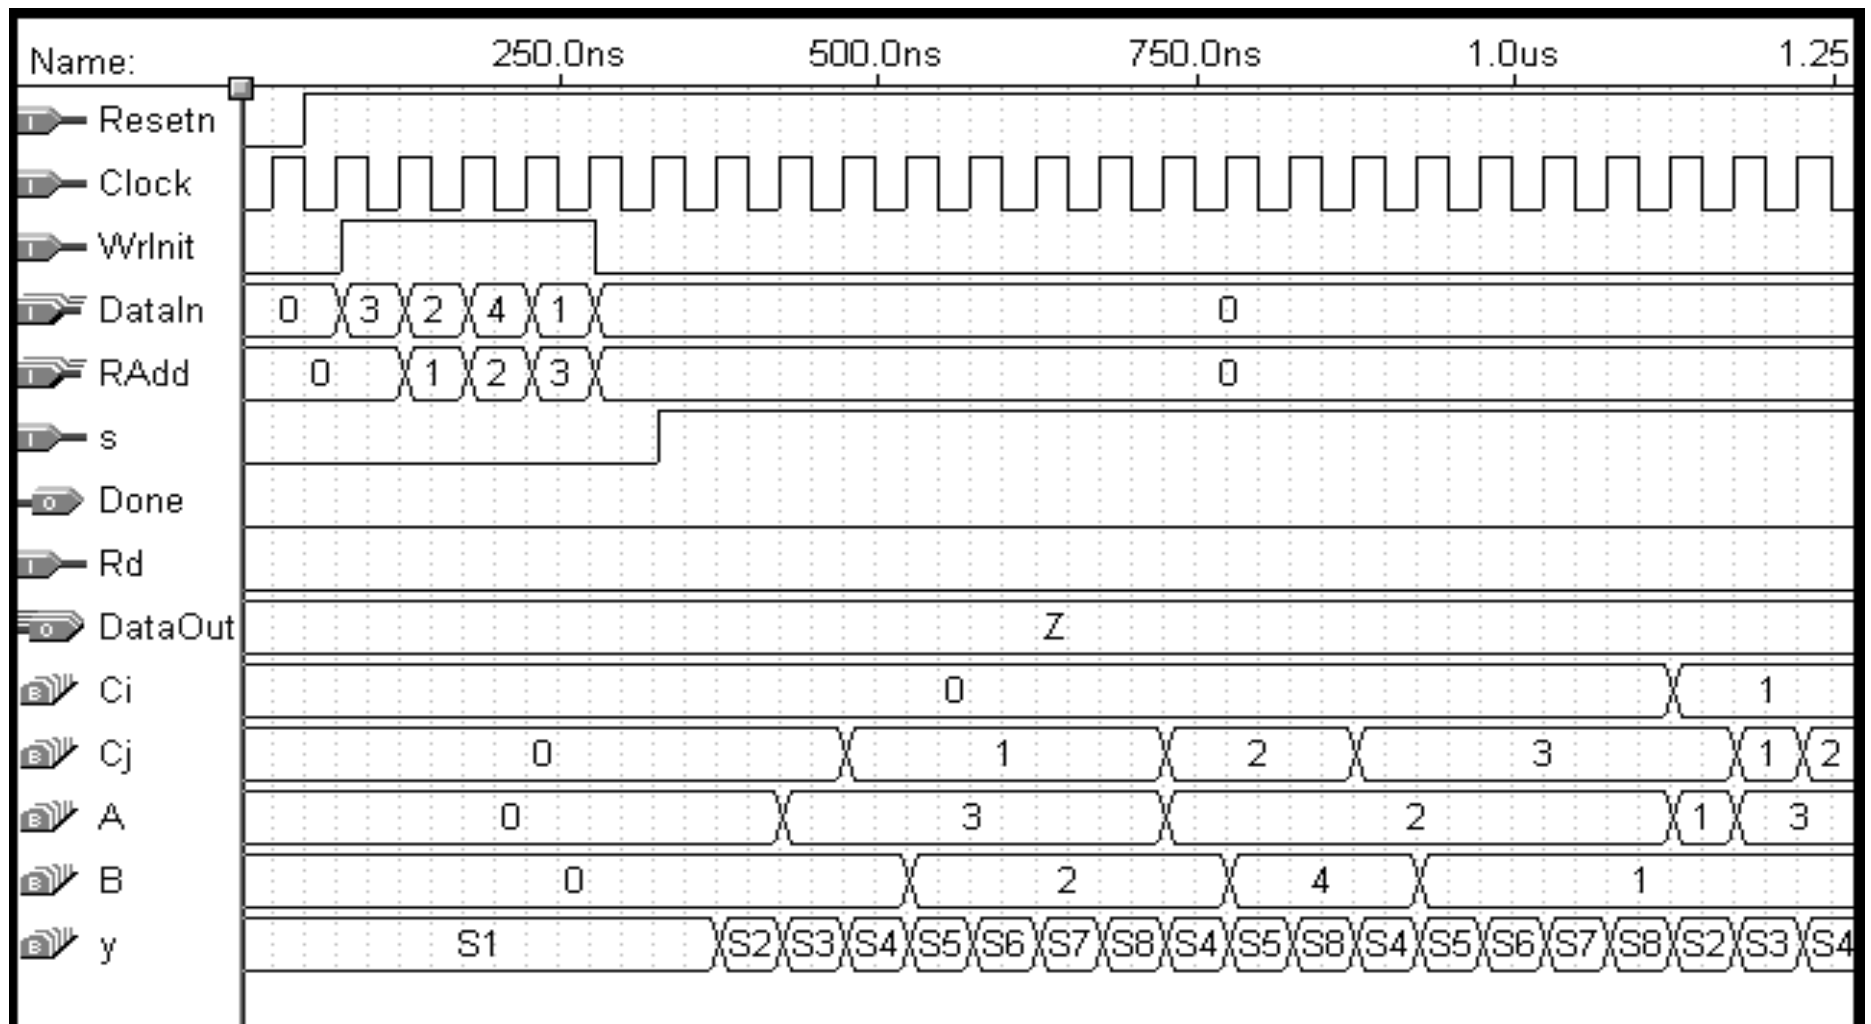 Name: 250.0ns 500.0ns 750.0ns 1.0us 1.25
I Resetn
I Clock
I WrInit
I DataIn 0 3 2 4 1 0
I RAdd 0 1 2 3 0
I s
O Done
I Rd
O DataOut Z
B Ci 0 1
B Cj 0 1 2 3 1 2
B A 0 3 2 1 3
B B 0 2 4 1
B y S1 S2 S3 S4 S5 S6 S7 S8 S4 S5 S8 S4 S5 S6 S7 S8 S2 S3 S4